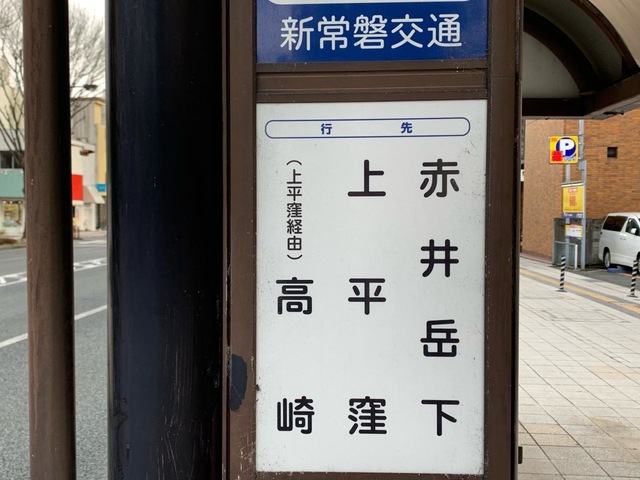 新常磐交通
行先
赤井岳下
上平窪
(上平窪経由)高崎
P